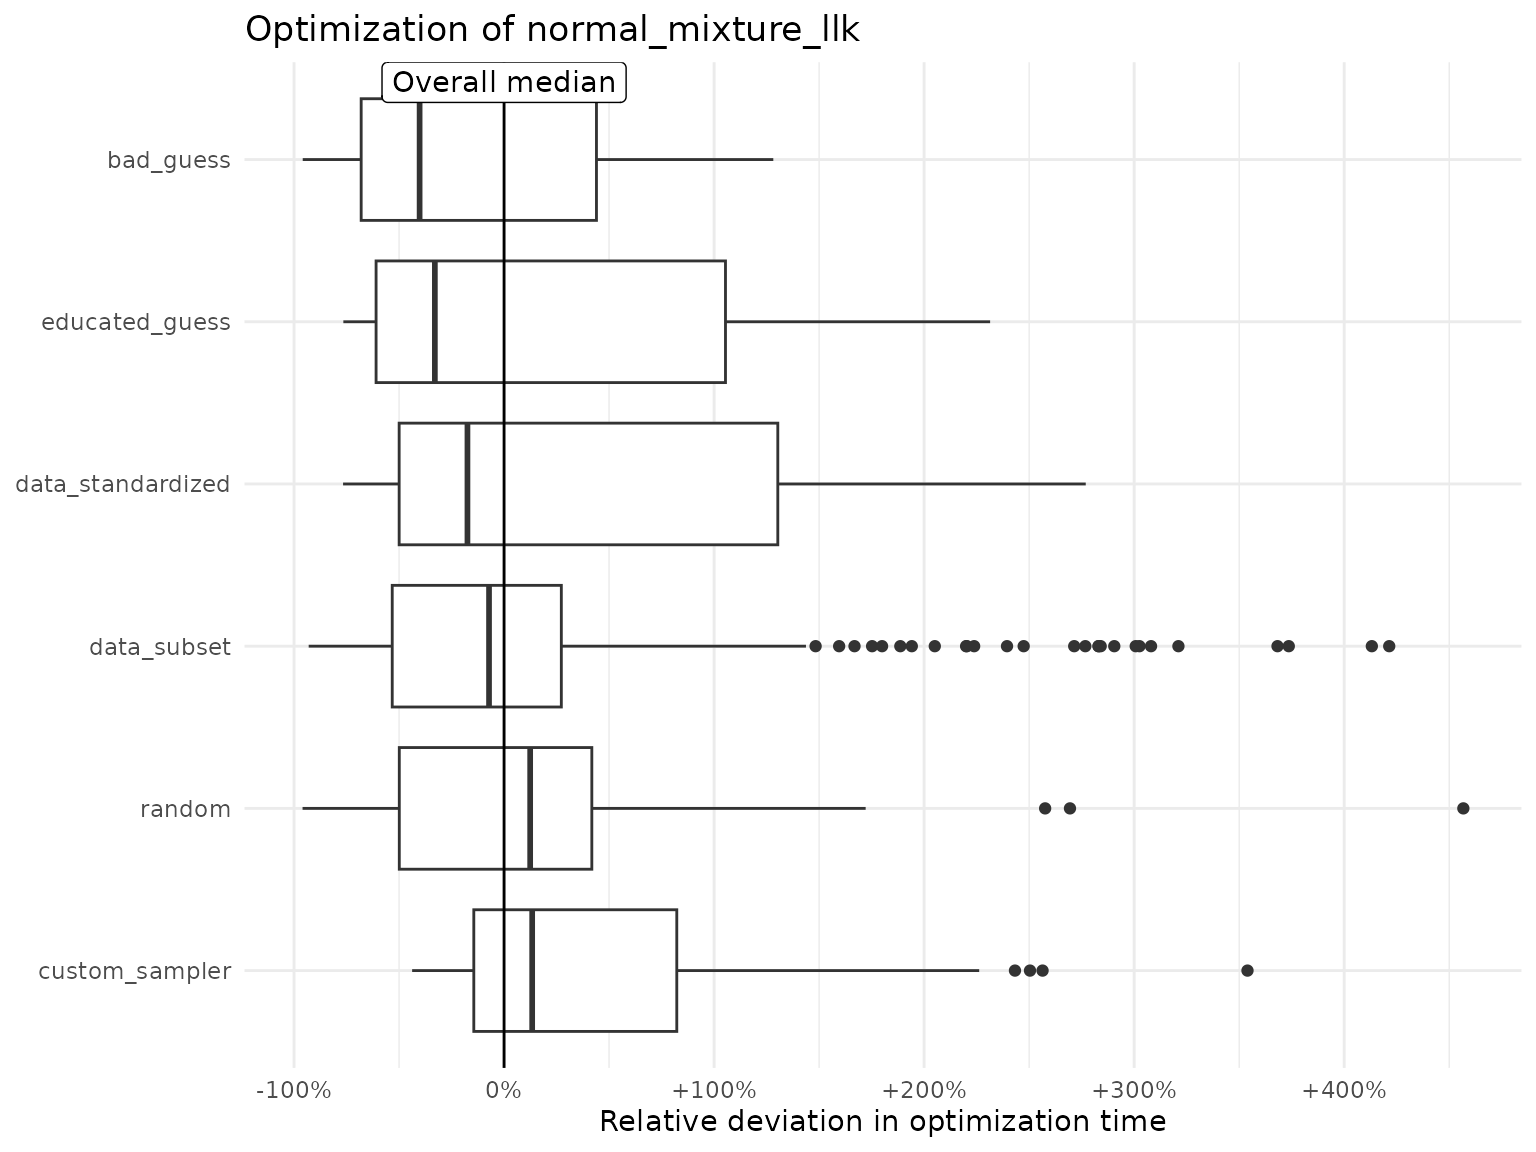 Optimization of normal_mixture_llk
Overall median
bad_guess
educated_guess
data_standardized
data_subset
random
custom_sampler
-100% 0% +100% +200% +300% +400%
Relative deviation in optimization time